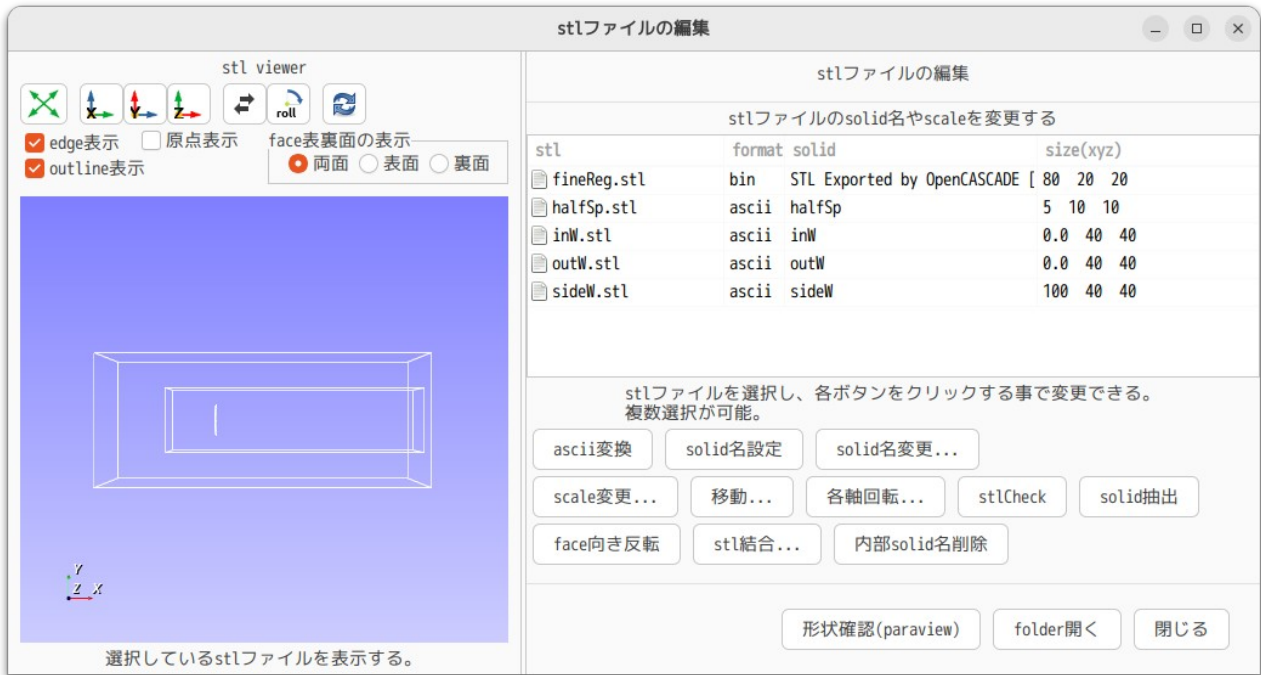 stlファイルの編集
stl viewer
X Y Z roll
edge表示 原点表示 face表裏面の表示
outline表示 両面 表面 裏面
Y
Z X
選択しているstlファイルを表示する。
stlファイルの編集
stlファイルのsolid名やscaleを変更する
stl format solid size(xyz)
fineReg.stl bin STL Exported by OpenCASCADE [ 80 20 20
halfSp.stl ascii halfSp 5 10 10
inW.stl ascii inW 0.0 40 40
outW.stl ascii outW 0.0 40 40
sideW.stl ascii sideW 100 40 40
stlファイルを選択し、各ボタンをクリックする事で変更できる。
複数選択が可能。
ascii変換 solid名設定 solid名変更...
scale変更... 移動... 各軸回転... stlCheck solid抽出
face向き反転 stl結合... 内部solid名削除
形状確認(paraview) folder開く 閉じる